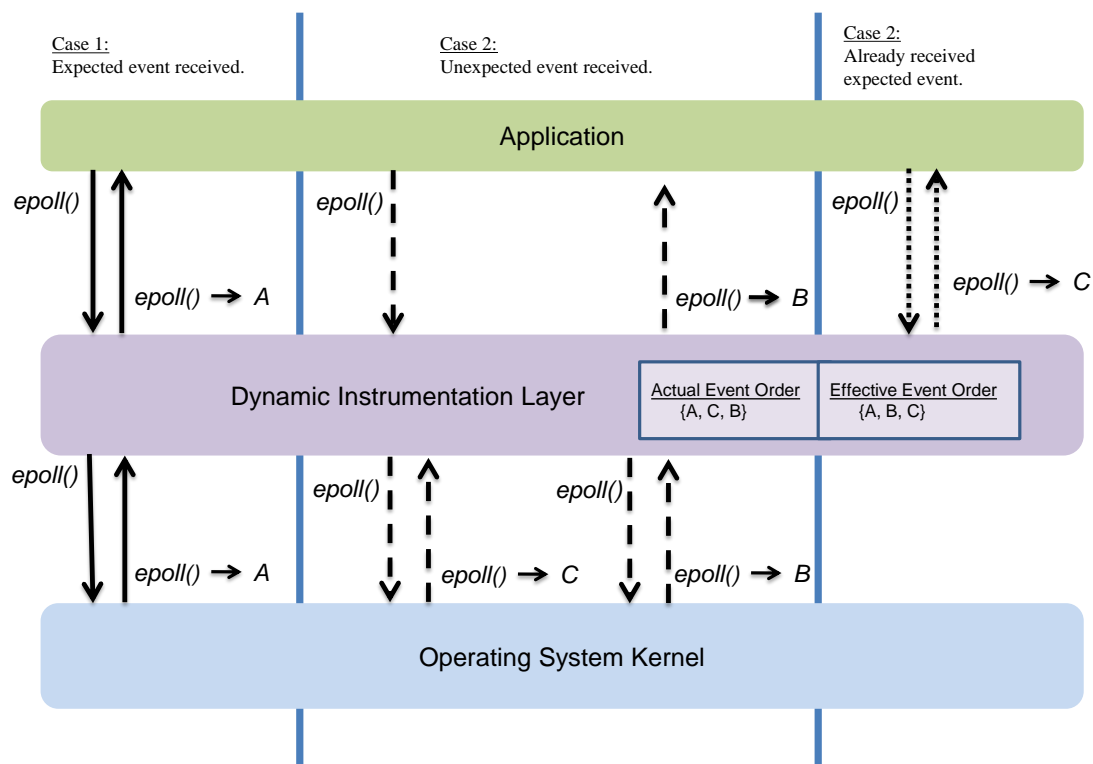 Case 1:
Expected event received.
Case 2:
Unexpected event received.
Case 2:
Already received
expected event.
Application
epoll()
epoll() → A
epoll()
epoll() → B
epoll()
epoll() → C
Dynamic Instrumentation Layer
Actual Event Order
{A, C, B}
Effective Event Order
{A, B, C}
epoll()
epoll() → A
epoll()
epoll() → C
epoll()
epoll() → B
Operating System Kernel